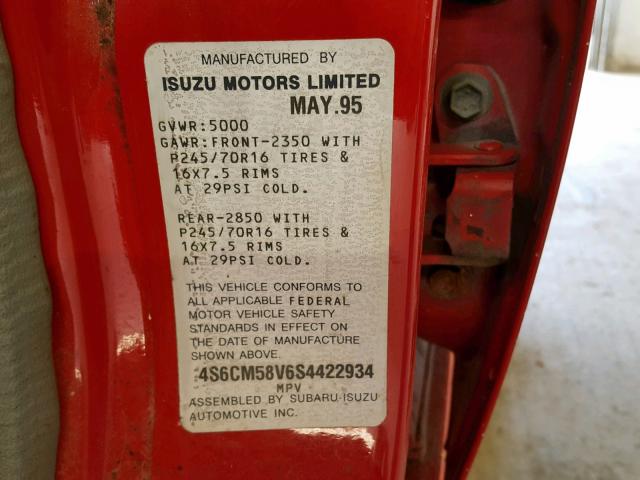 MANUFACTURED BY
ISUZU MOTORS LIMITED
MAY.95
GVWR:5000
GAWR:FRONT-2350 WITH
P245/70R16 TIRES &
16X7.5 RIMS
AT 29PSI COLD.
REAR-2850 WITH
P245/70R16 TIRES &
16X7.5 RIMS
AT 29PSI COLD.
THIS VEHICLE CONFORMS TO
ALL APPLICABLE FEDERAL
MOTOR VEHICLE SAFETY
STANDARDS IN EFFECT ON
THE DATE OF MANUFACTURE
SHOWN ABOVE.
4S6CM58V6S4422934
MPV
ASSEMBLED BY SUBARU-ISUZU
AUTOMOTIVE INC.